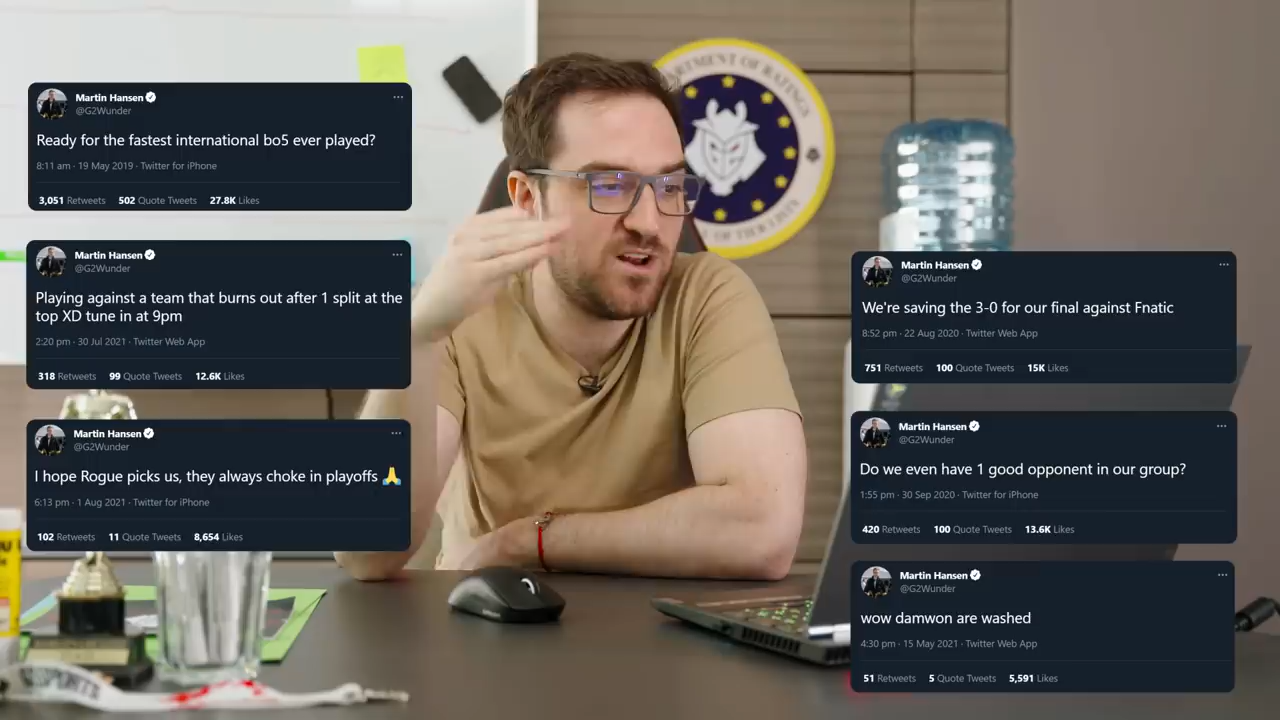 Martin Hansen
@G2Wunder
Ready for the fastest international bo5 ever played?
8:11 am · 19 May 2019 · Twitter for iPhone
3,051 Retweets 502 Quote Tweets 27.8K Likes
Martin Hansen
@G2Wunder
Playing against a team that burns out after 1 split at the
top XD tune in at 9pm
2:20 pm · 30 Jul 2021 · Twitter Web App
318 Retweets 99 Quote Tweets 12.6K Likes
Martin Hansen
@G2Wunder
I hope Rogue picks us, they always choke in playoffs 🙏
6:13 pm · 1 Aug 2021 · Twitter for iPhone
102 Retweets 11 Quote Tweets 8,654 Likes
Martin Hansen
@G2Wunder
We're saving the 3-0 for our final against Fnatic
8:52 pm · 22 Aug 2020 · Twitter Web App
751 Retweets 100 Quote Tweets 15K Likes
Martin Hansen
@G2Wunder
Do we even have 1 good opponent in our group?
1:55 pm · 30 Sep 2020 · Twitter for iPhone
420 Retweets 100 Quote Tweets 13.6K Likes
Martin Hansen
@G2Wunder
wow damwon are washed
4:30 pm · 15 May 2021 · Twitter Web App
51 Retweets 5 Quote Tweets 5,591 Likes